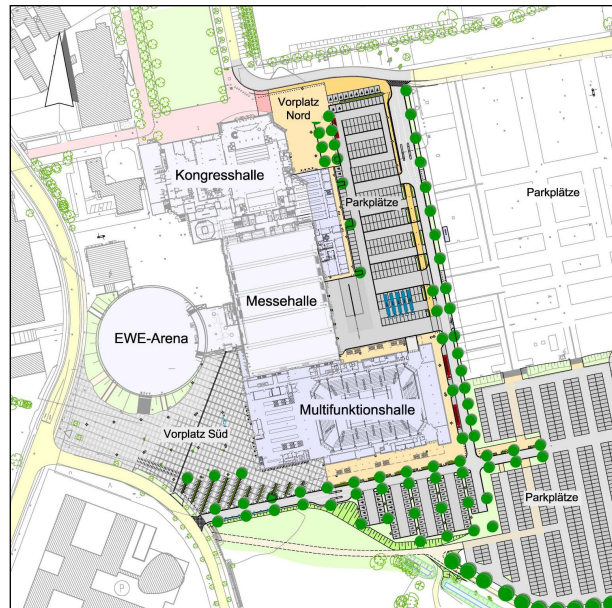 Vorplatz
Nord
Kongresshalle
Parkplätze
Parkplätze
Messehalle
EWE-Arena
Multifunktionshalle
Vorplatz Süd
Parkplätze
P